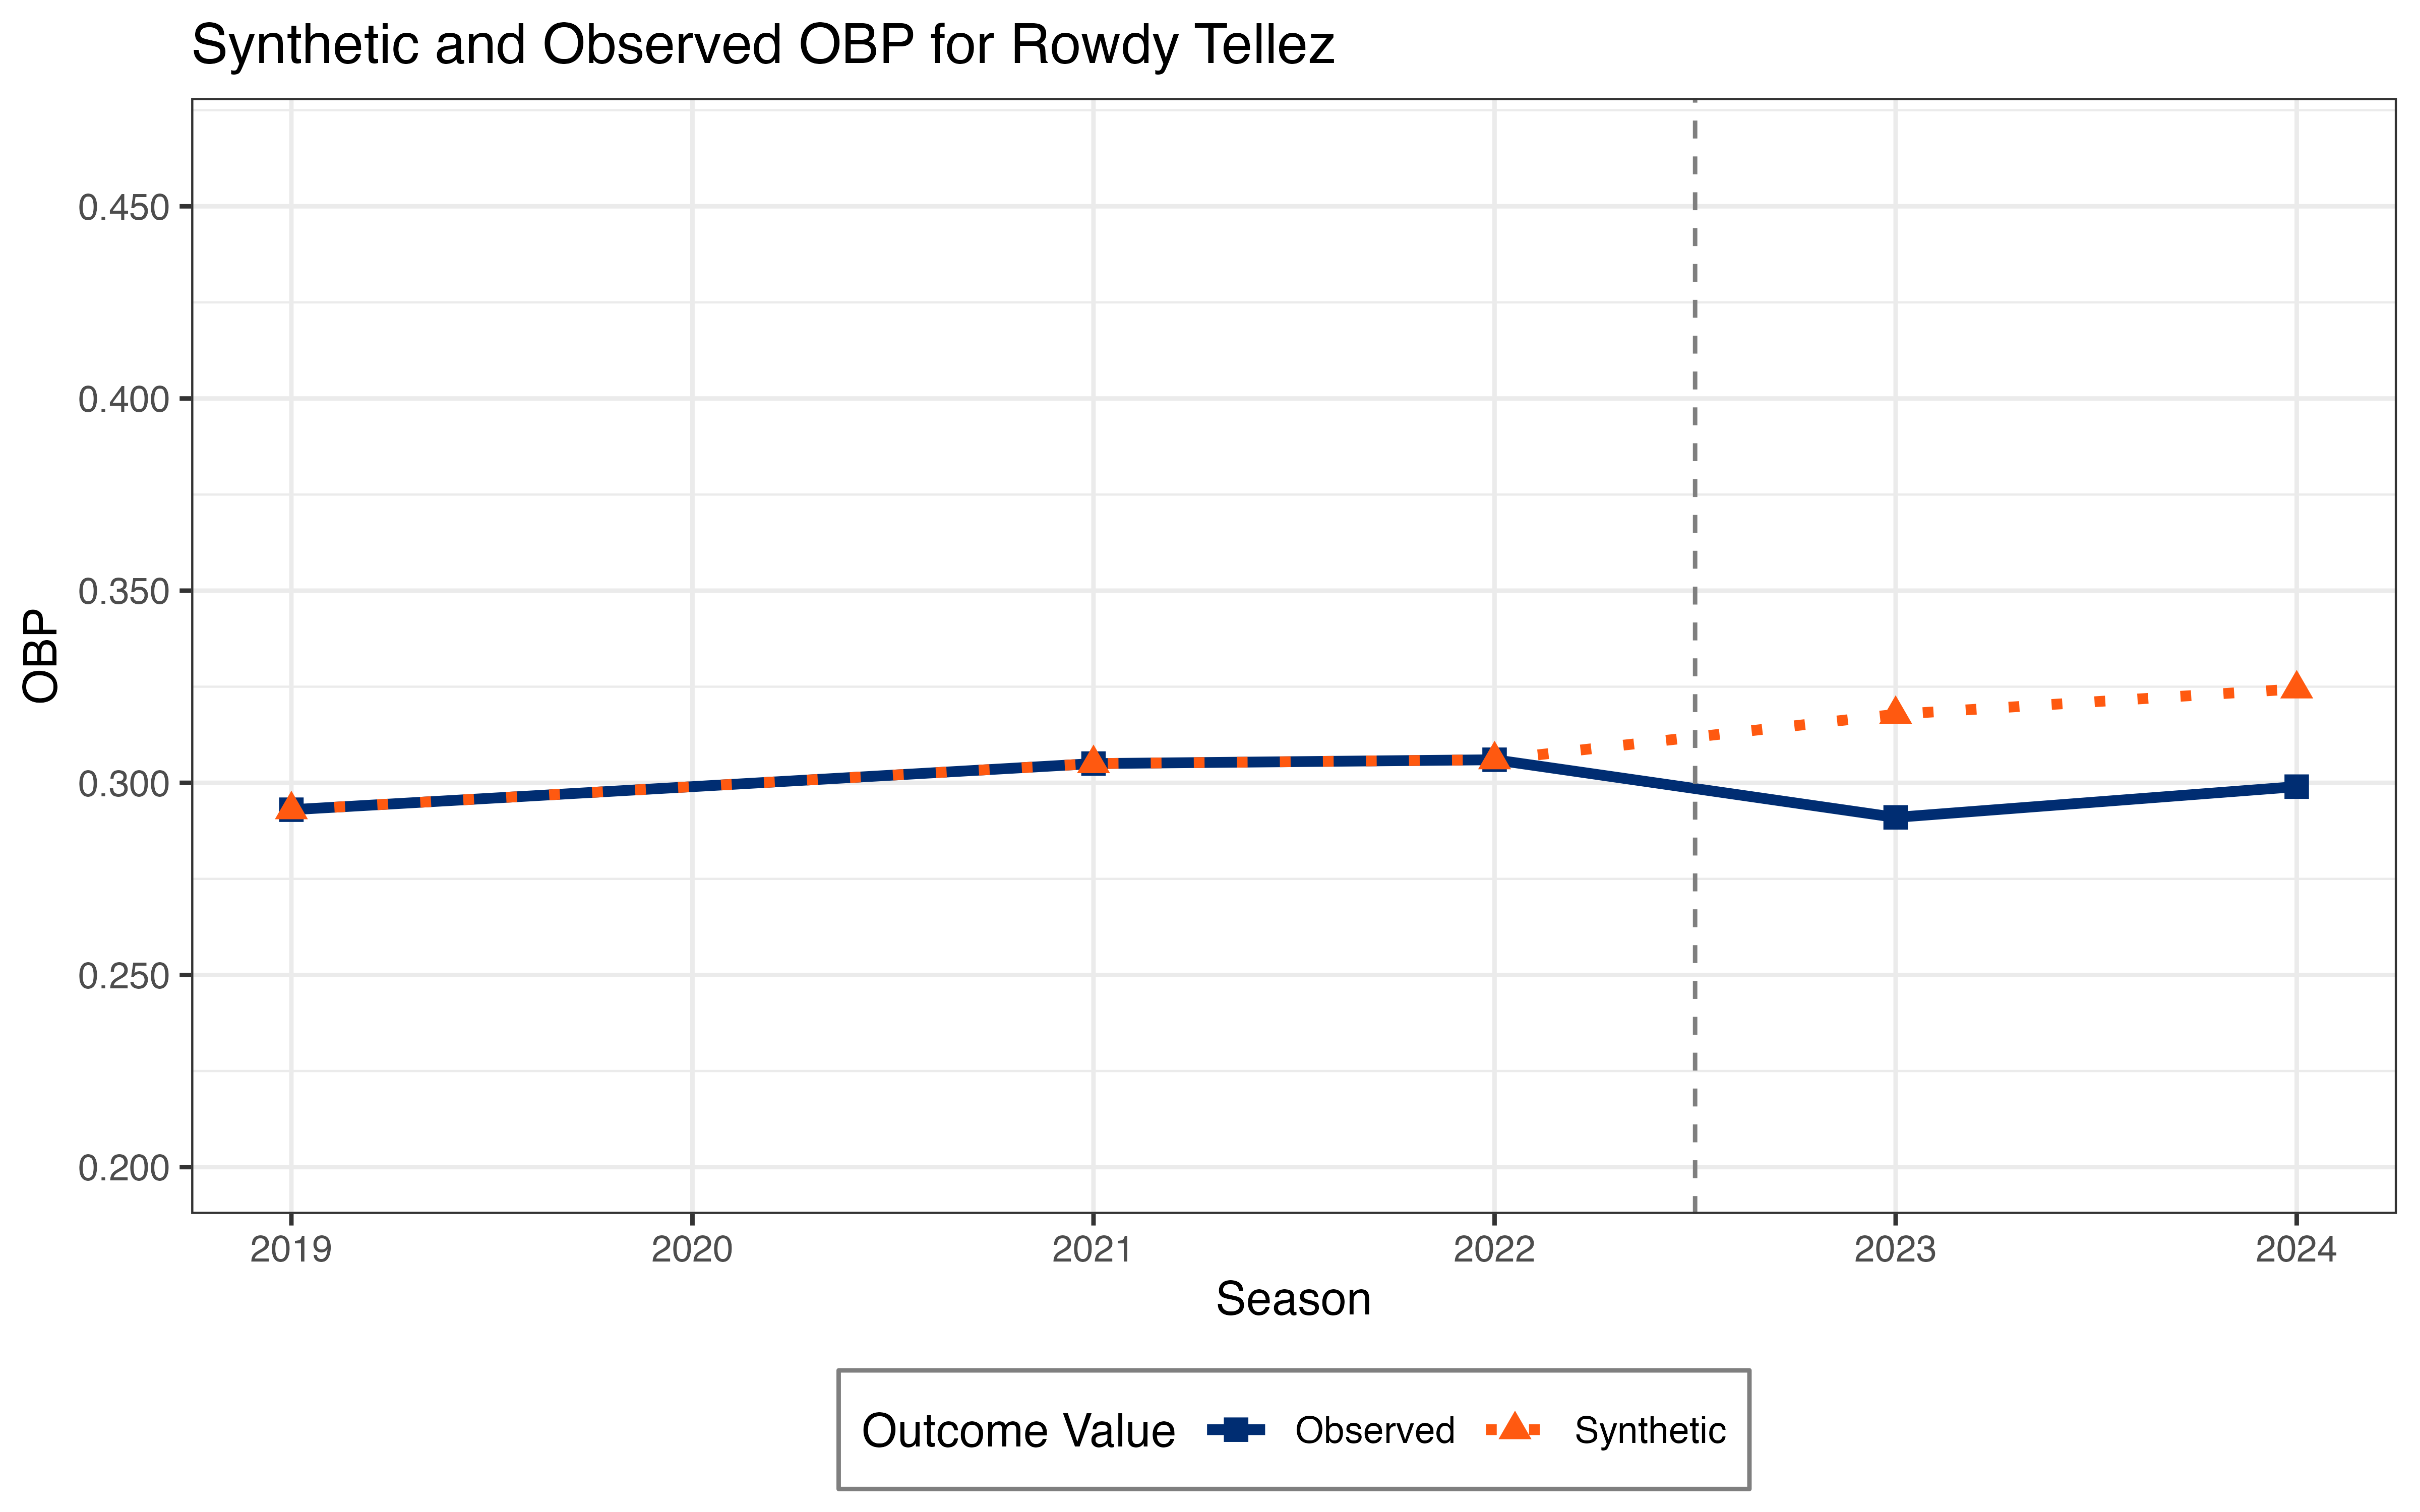 Synthetic and Observed OBP for Rowdy Tellez
OBP
0.450
0.400
0.350
0.300
0.250
0.200
2019 2020 2021 2022 2023 2024
Season
Outcome Value Observed Synthetic